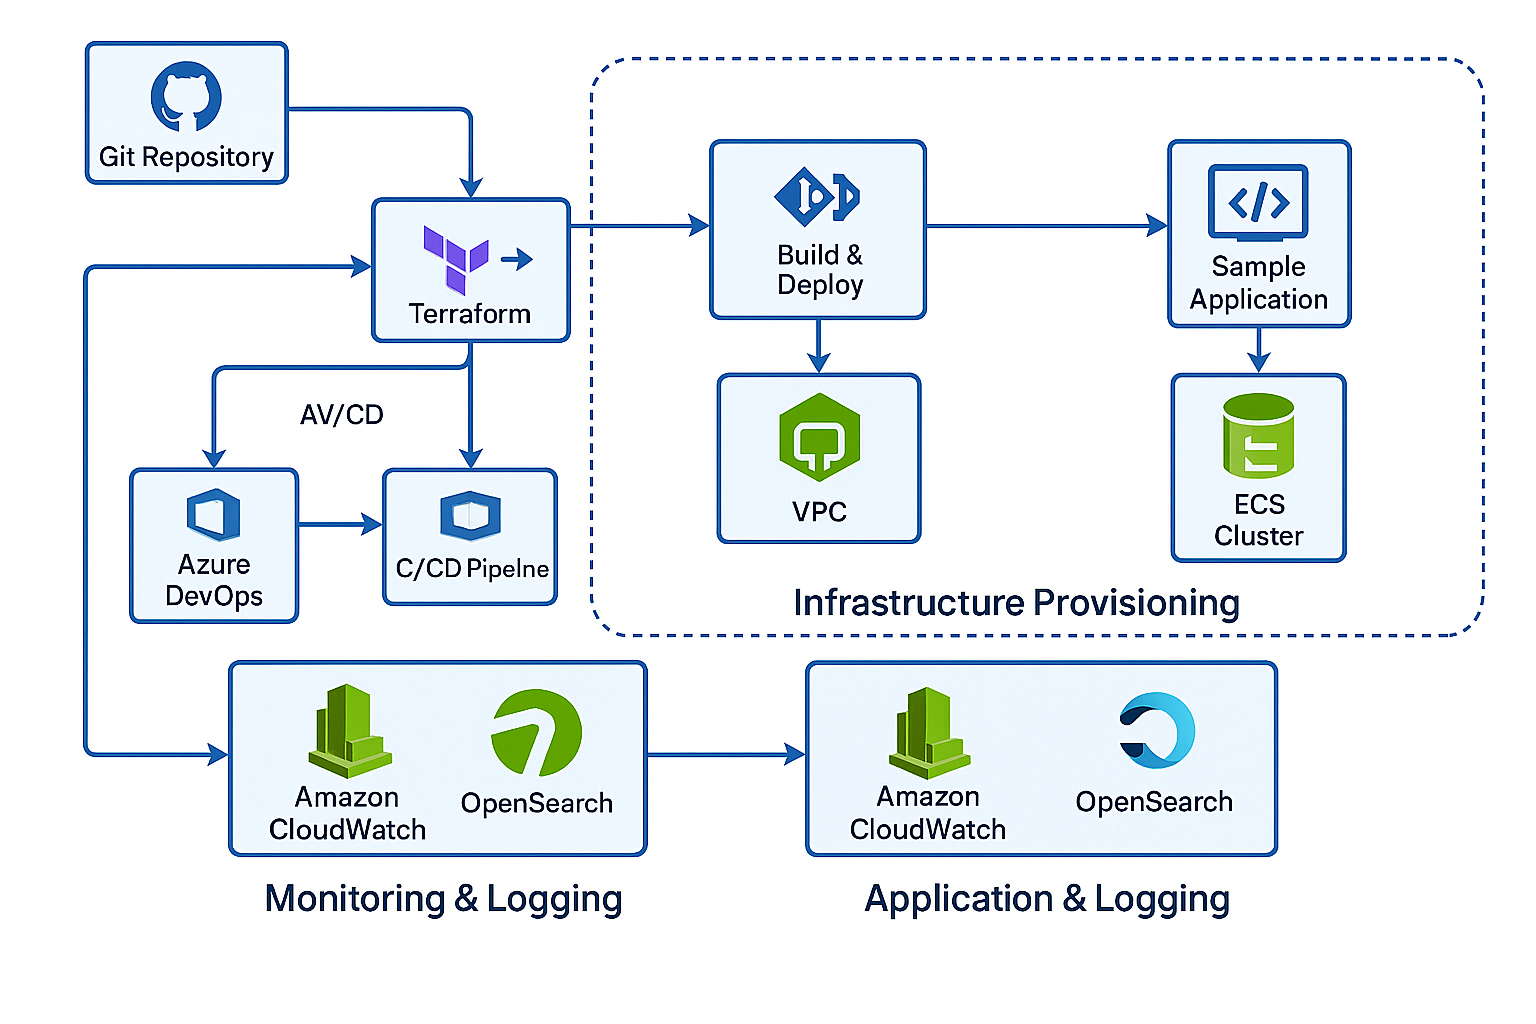 Git Repository
Terraform
Build &
Deploy
Sample
Application
AV/CD
Azure
DevOps
C/CD Pipelne
VPC
ECS
Cluster
Infrastructure Provisioning
Amazon
CloudWatch
OpenSearch
Amazon
CloudWatch
OpenSearch
Monitoring & Logging
Application & Logging